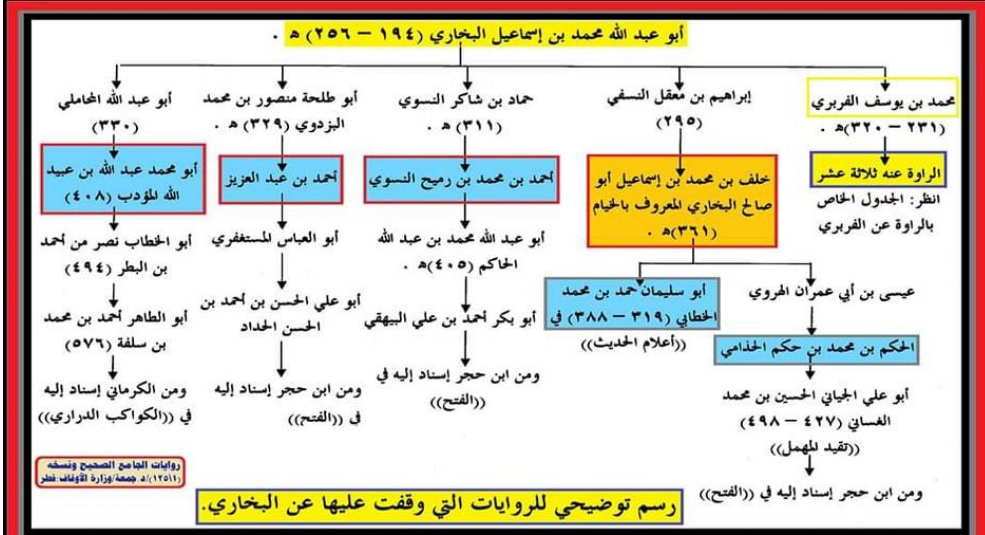 أبو عبد الله محمد بن إسماعيل البخاري (١٩٤ – ٢٥٦) ه .
محمد بن يوسف الفربري
(٢٣١ – ٣٢٠)ه .
الراوة عنه ثلاثة عشر
انظر: الجدول الخاص
بالراوة عن الفربري
إبراهيم بن معقل النسفي
(٢٩٥)
خلف بن محمد بن إسماعيل أبو
صالح البخاري المعروف بالخيام
(٣٦١)ه .
عيسى بن أبي عمران الهروي
الحكم بن محمد بن حكم الحذامي
أبو علي الجياني الحسين بن محمد
الغساني (٤٢٧ – ٤٩٨)
((تقيد المهمل))
ومن ابن حجر إسناد إليه في ((الفتح))
أبو سليمان حمد بن محمد
الخطابي (٣١٩ – ٣٨٨) في
((أعلام الحديث))
حماد بن شاكر النسوي
(٣١١) ه .
أحمد بن محمد بن رميح النسوي
أبو عبد الله محمد بن عبد الله
الحاكم (٤٠٥) ه .
أبو بكر أحمد بن علي البيهقي
ومن ابن حجر إسناد إليه في
((الفتح))
أبو طلحة منصور بن محمد
البزدوي (٣٢٩) ه .
أحمد بن عبد العزيز
أبو العباس المستغفري
أبو علي الحسن بن أحمد بن
الحسن الحداد
ومن ابن حجر إسناد إليه
في ((الفتح))
أبو عبد الله المحاملي
(٣٣٠)
أبو محمد عبد الله بن عبيد
الله المؤدب (٤٠٨)
أبو الخطاب نصر من أحمد
بن البطر (٤٩٤)
أبو الطاهر أحمد بن محمد
بن سلفة (٥٧٦)
ومن الكرماني إسناد إليه
في ((الكواكب الدراري))
روايات الجامع الصحيح ونسخه
(١٢٥/١)/د.جمعة/وزارة الأوقاف:قطر
رسم توضيحي للروايات التي وقفت عليها عن البخاري.